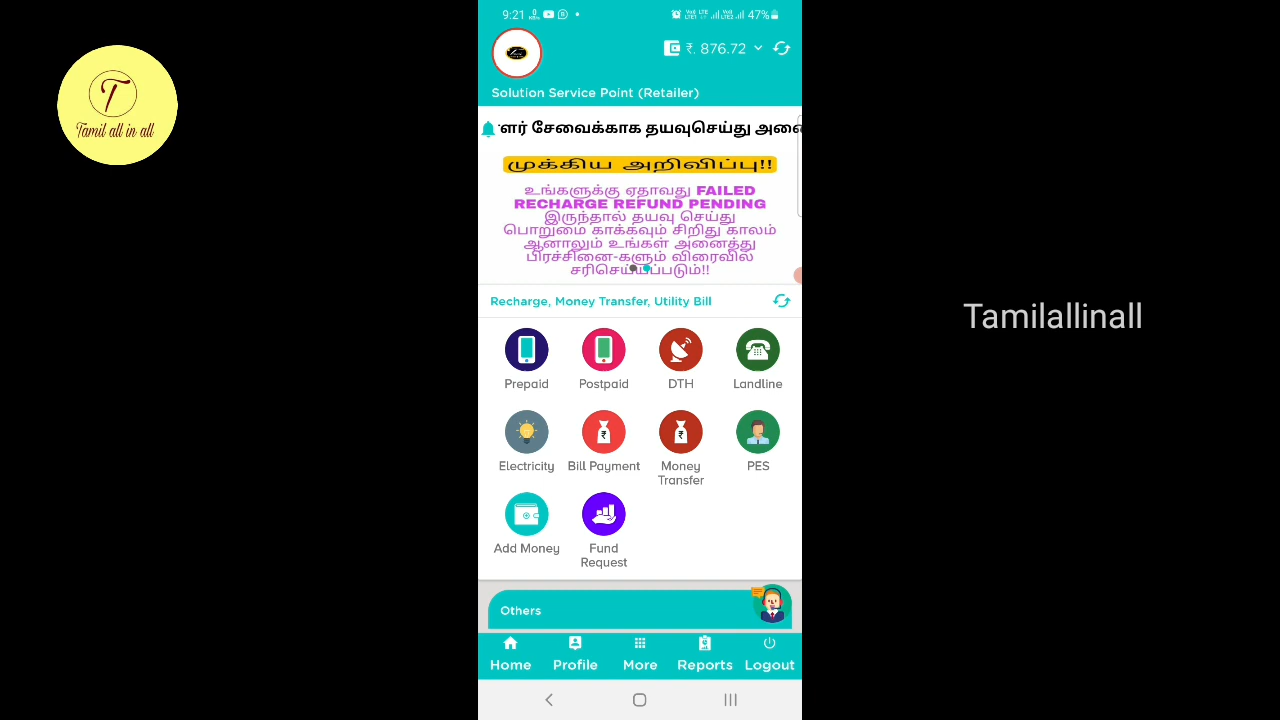 9:21
47%
₹. 876.72
Solution Service Point (Retailer)
ளர் சேவைக்காக தயவுசெய்து
முக்கிய அறிவிப்பு!!
உங்களுக்கு ஏதாவது FAILED
RECHARGE REFUND PENDING
இருந்தால் தயவு செய்து
பொறுமை காக்கவும் சிறிது காலம்
ஆனாலும் உங்கள் அனைத்து
பிரச்சினை-களும் விரைவில்
சரிசெய்யப்படும்!!
Recharge, Money Transfer, Utility Bill
Prepaid Postpaid DTH Landline
Electricity Bill Payment Money Transfer PES
Add Money Fund Request
Others
Home Profile More Reports Logout
T
Tamil all in all
Tamilallinall